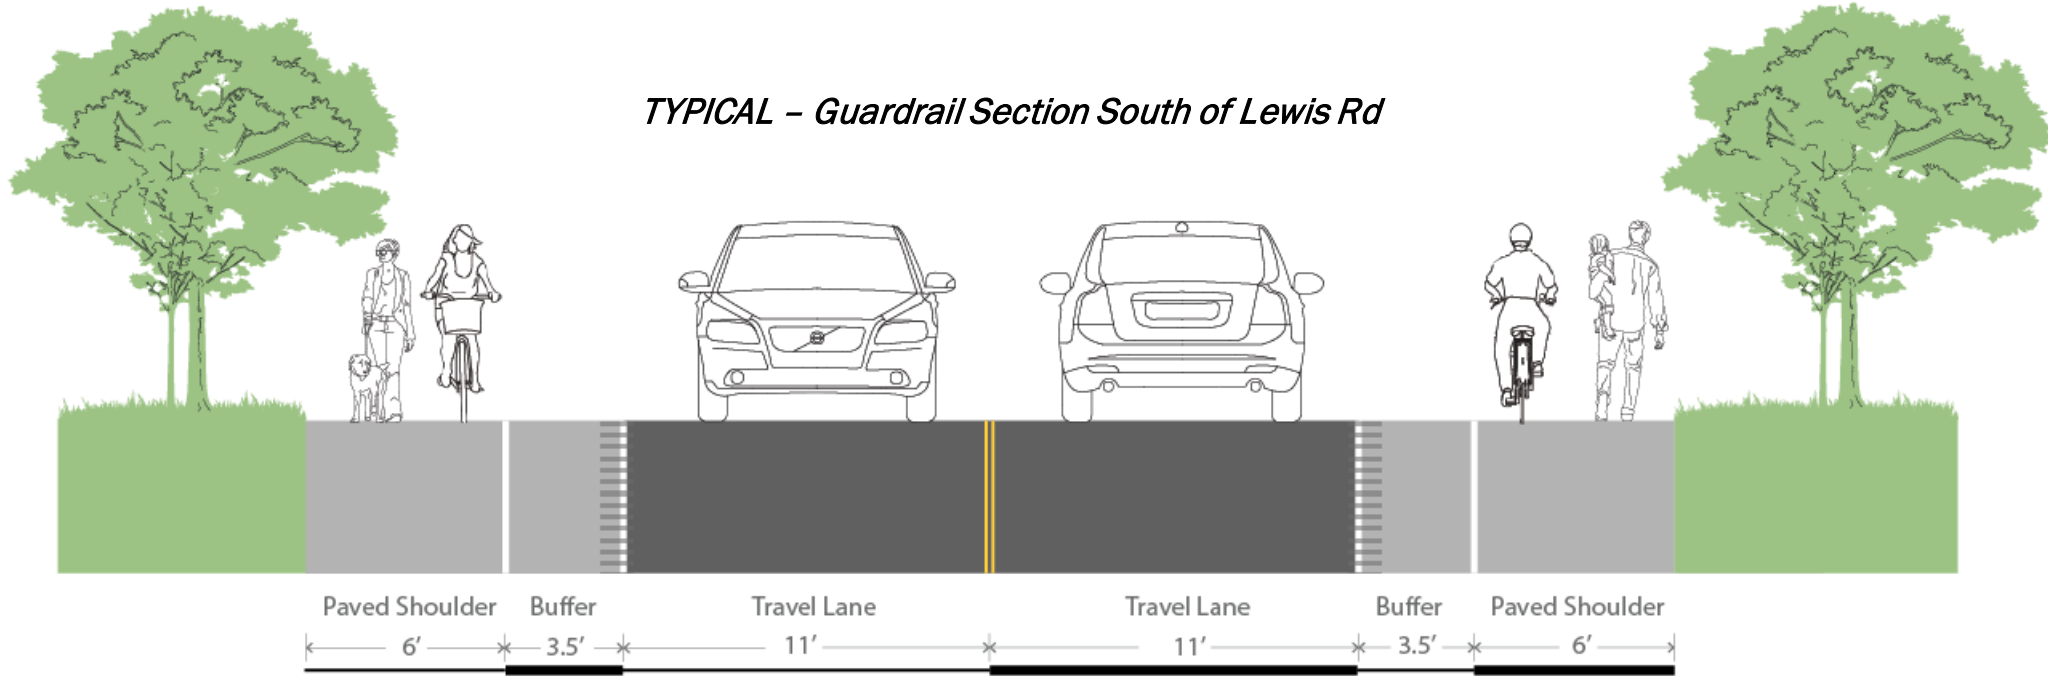 TYPICAL – Guardrail Section South of Lewis Rd
Paved Shoulder Buffer Travel Lane Travel Lane Buffer Paved Shoulder
6’ 3.5’ 11’ 11’ 3.5’ 6’